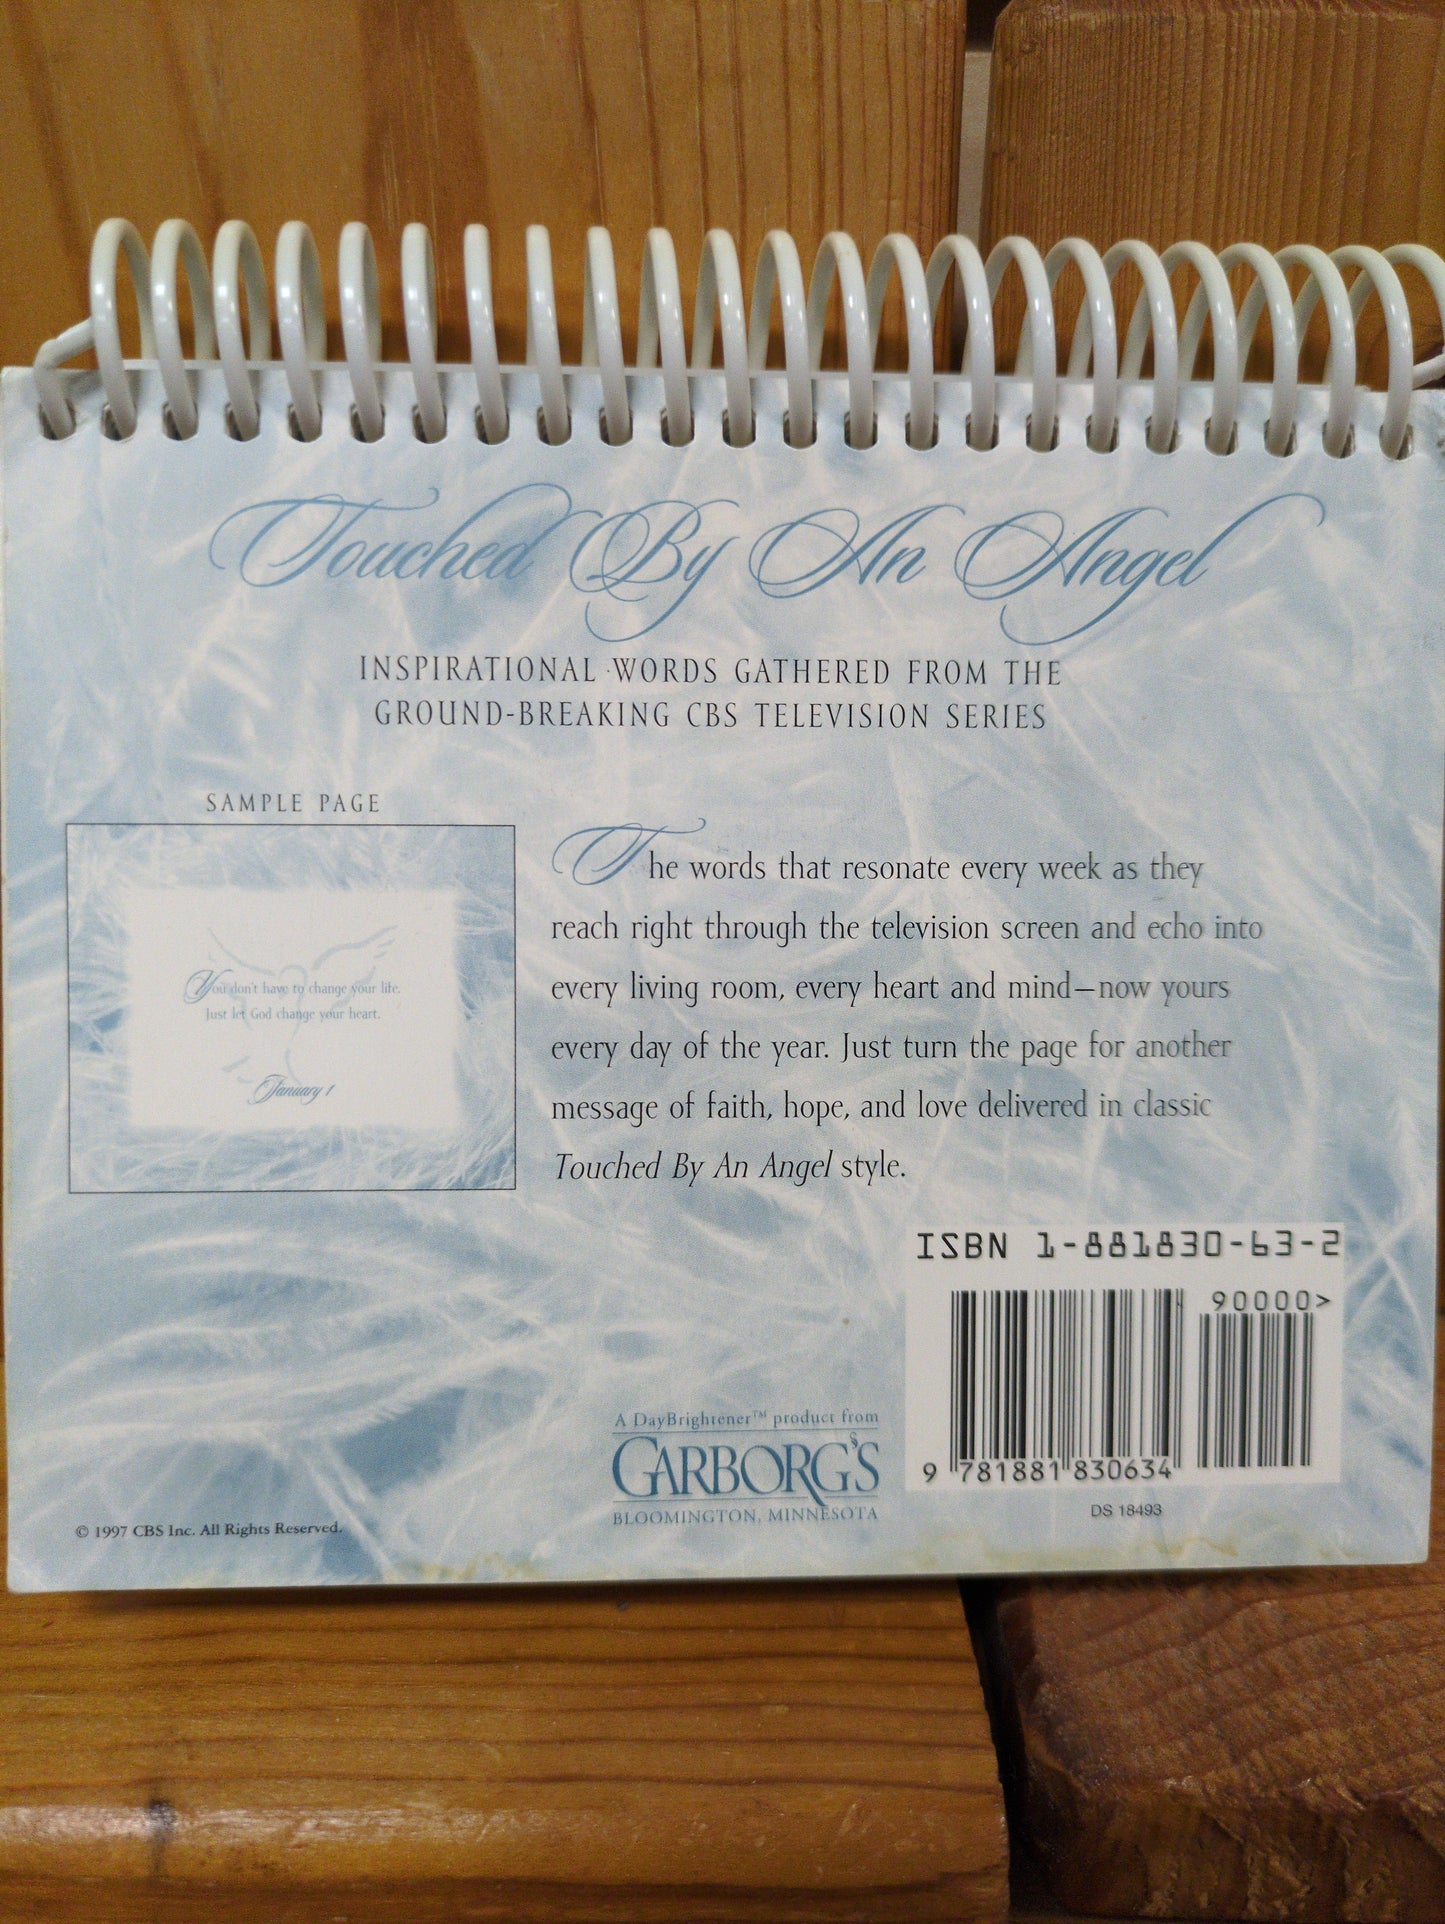 Touched By An Angel
INSPIRATIONAL WORDS GATHERED FROM THE
GROUND-BREAKING CBS TELEVISION SERIES
SAMPLE PAGE
You don't have to change your life.
Just let God change your heart.
January 1
The words that resonate every week as they
reach right through the television screen and echo into
every living room, every heart and mind—now yours
every day of the year. Just turn the page for another
message of faith, hope, and love delivered in classic
Touched By An Angel style.
ISBN 1-881830-63-2
90000>
9 781881 830634
DS 18493
A DayBrightener™ product from
GARBORG'S
BLOOMINGTON, MINNESOTA
© 1997 CBS Inc. All Rights Reserved.